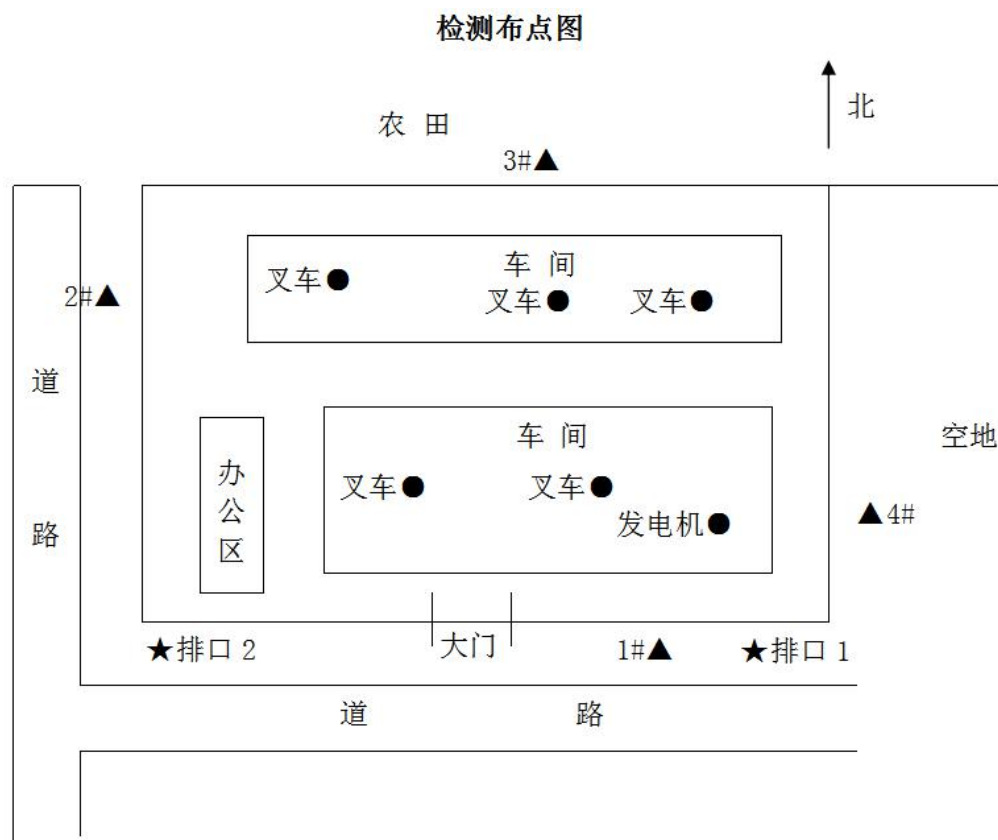 检测布点图
北
农 田
3#▲
车 间
叉车●
叉车●
叉车●
2#▲
道
路
空地
车 间
办
公
区
叉车●
叉车●
发电机●
▲4#
★排口 2
大门
1#▲
★排口 1
道 路